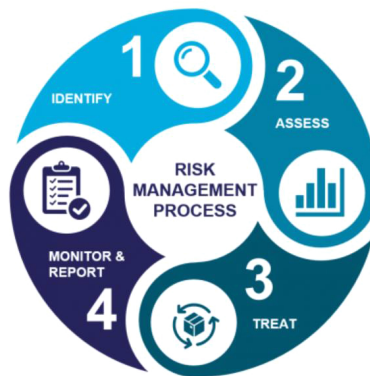 1
IDENTIFY
2
ASSESS
RISK
MANAGEMENT
PROCESS
3
TREAT
MONITOR &
REPORT
4